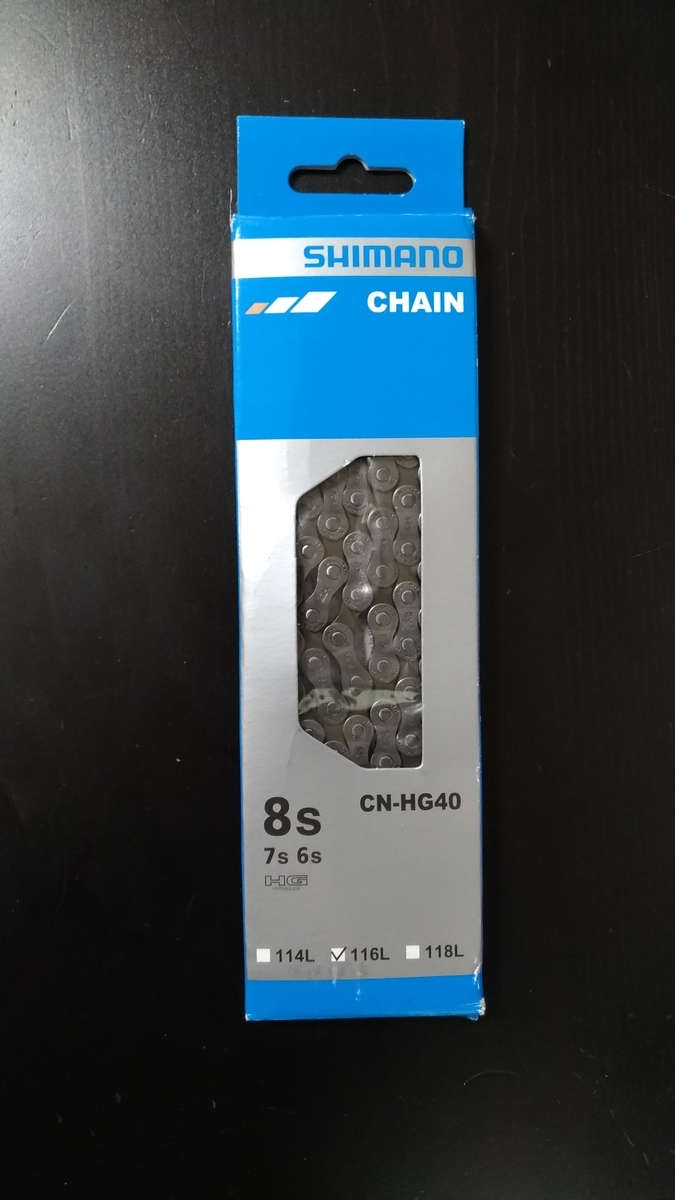 SHIMANO
CHAIN
8s
CN-HG40
7s 6s
HG
114L 116L 118L